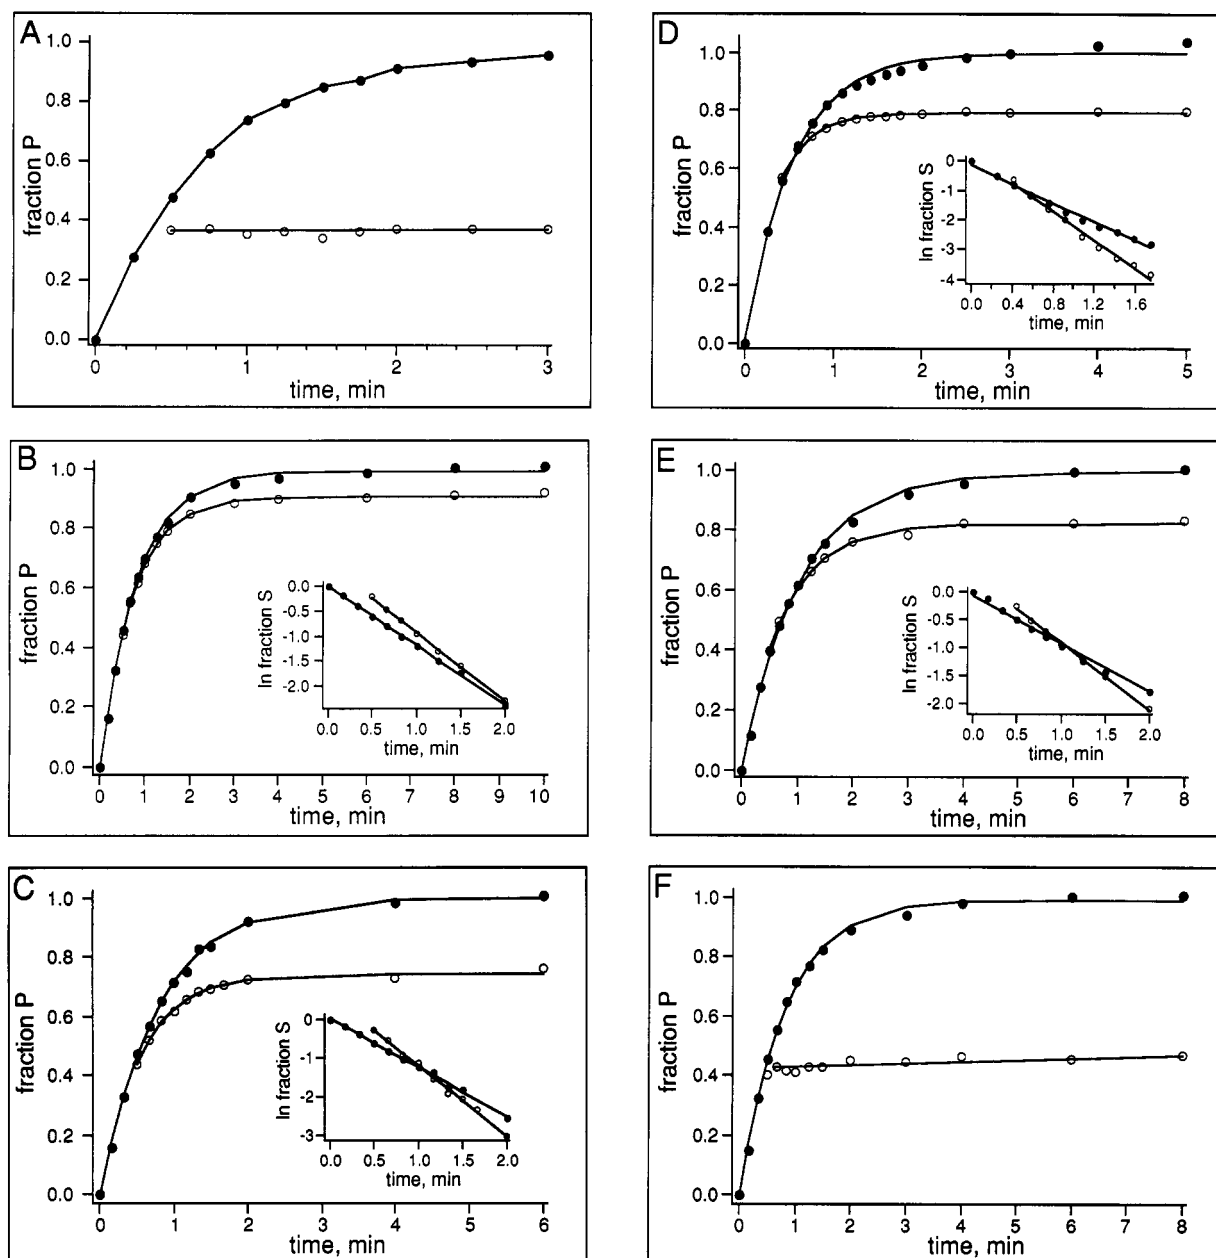 A
fraction P
1.0
0.8
0.6
0.4
0.2
0.0
0 1 2 3
time, min
B
fraction P
1.0
0.8
0.6
0.4
0.2
0.0
0 1 2 3 4 5 6 7 8 9 10
time, min
ln fraction S
0.0
-0.5
-1.0
-1.5
-2.0
0.0 0.5 1.0 1.5 2.0
time, min
C
fraction P
1.0
0.8
0.6
0.4
0.2
0.0
0 1 2 3 4 5 6
time, min
ln fraction S
0
-1
-2
-3
0.0 0.5 1.0 1.5 2.0
time, min
D
fraction P
1.0
0.8
0.6
0.4
0.2
0.0
0 1 2 3 4 5
time, min
ln fraction S
0
-1
-2
-3
-4
0.0 0.4 0.8 1.2 1.6
time, min
E
fraction P
1.0
0.8
0.6
0.4
0.2
0.0
0 1 2 3 4 5 6 7 8
time, min
ln fraction S
0.0
-0.5
-1.0
-1.5
-2.0
0.0 0.5 1.0 1.5 2.0
time, min
F
fraction P
1.0
0.8
0.6
0.4
0.2
0.0
0 1 2 3 4 5 6 7 8
time, min